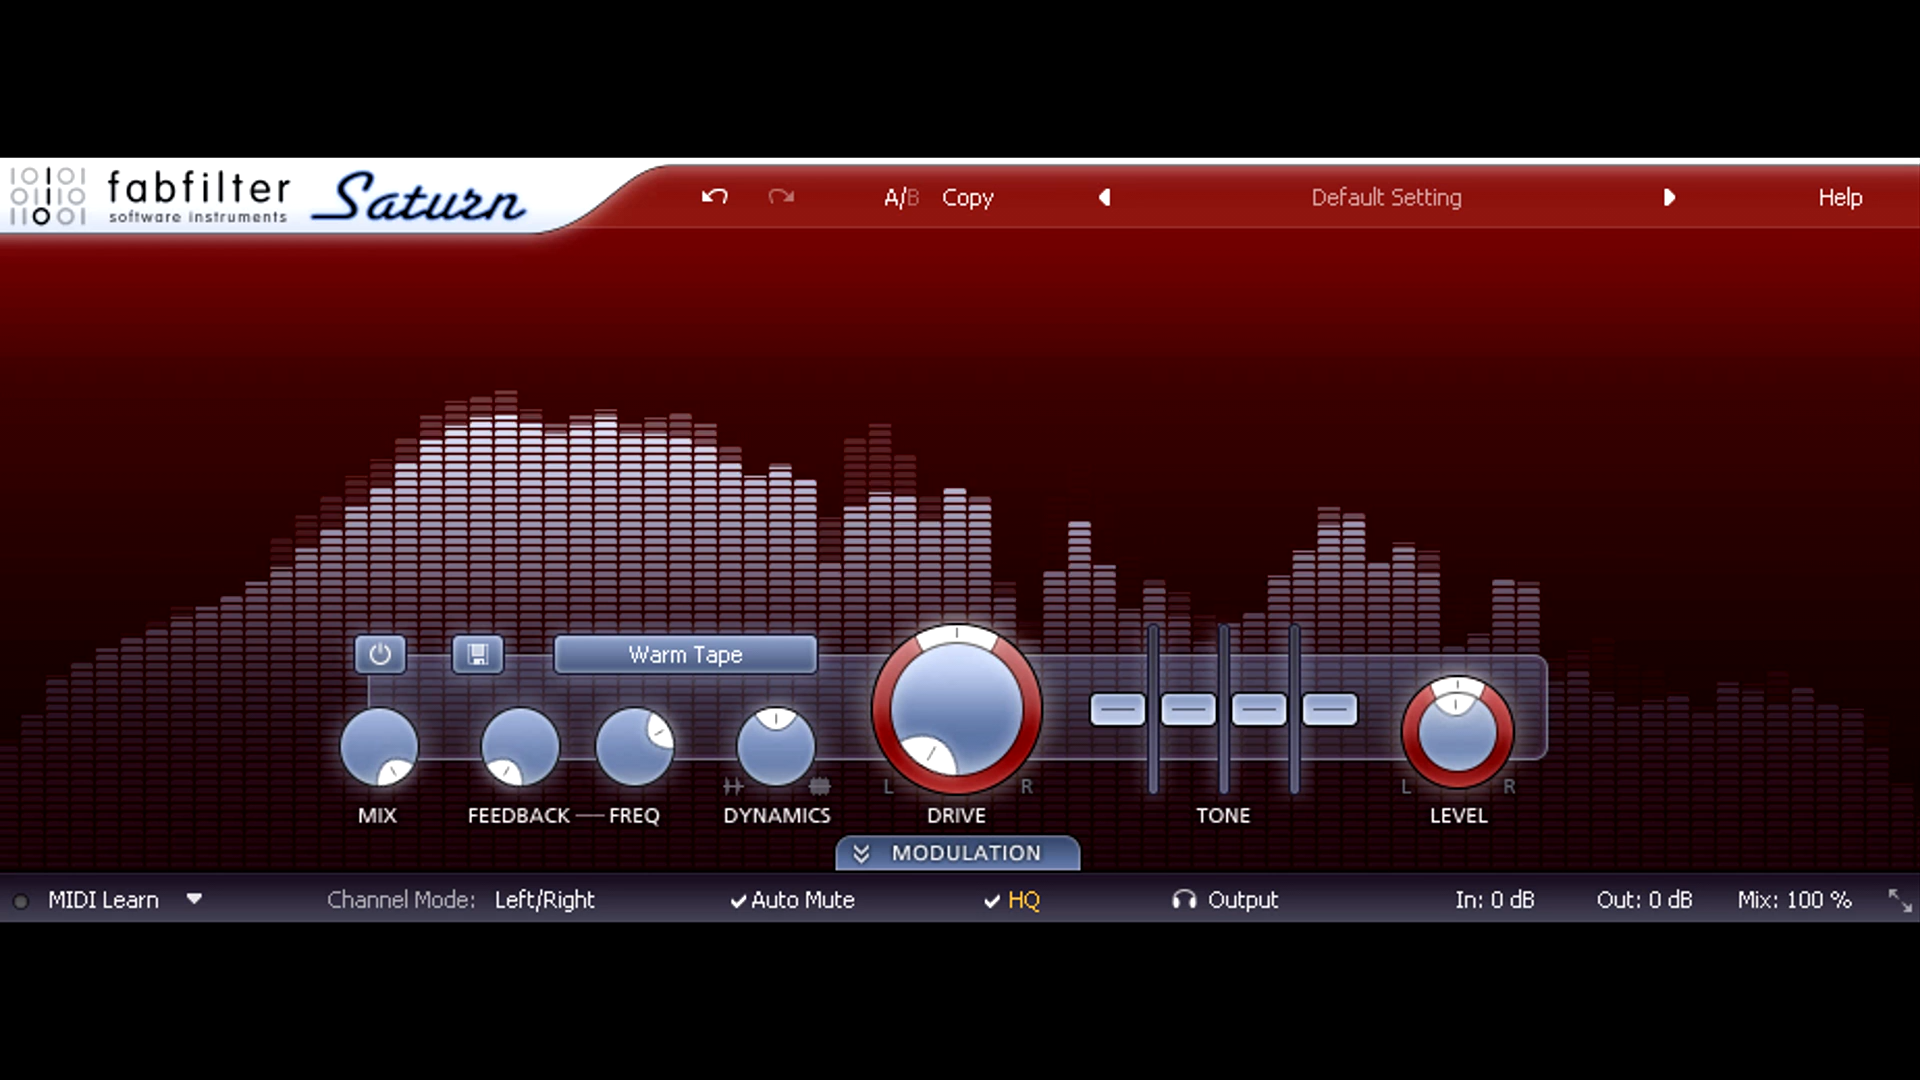 fabfilter
software instruments
Saturn
A/B Copy
Default Setting
Help
Warm Tape
L R L R
MIX FEEDBACK FREQ DYNAMICS DRIVE TONE LEVEL
MODULATION
MIDI Learn Channel Mode: Left/Right Auto Mute HQ Output In: 0 dB Out: 0 dB Mix: 100 %